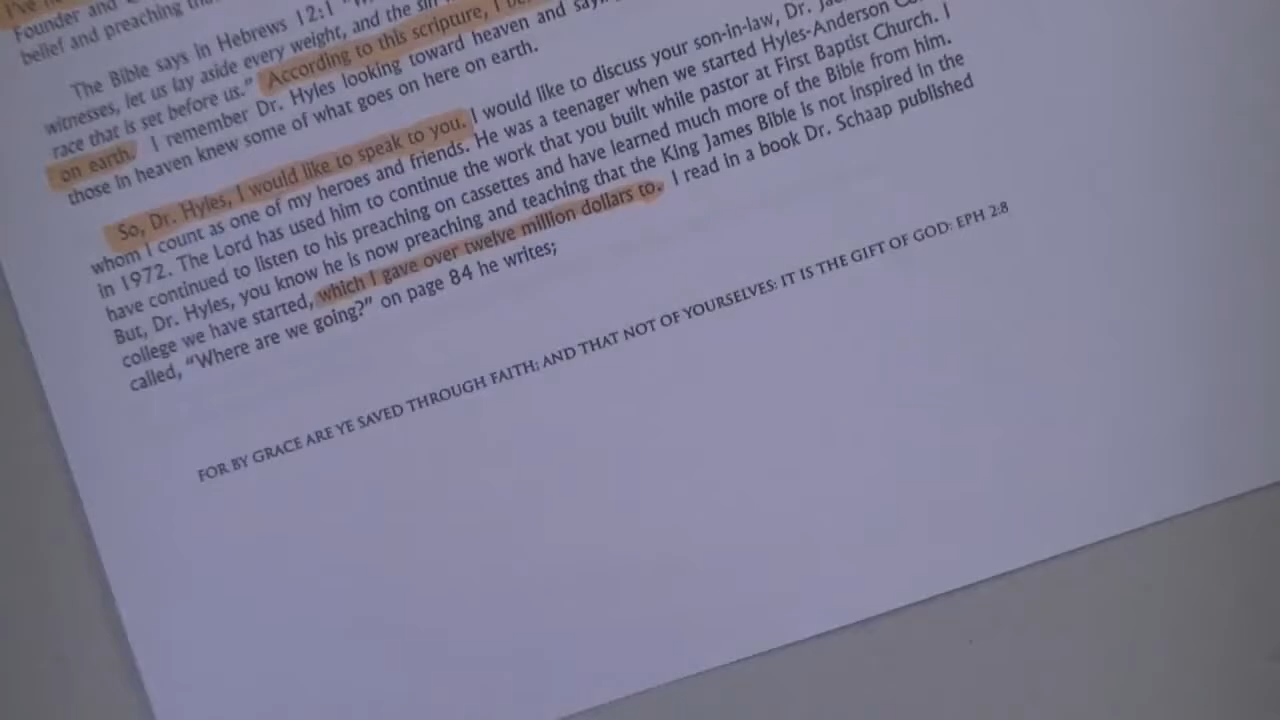 I've
Founder and
belief and preaching
The Bible says in Hebrews 12:1
witnesses, let us lay aside every weight, and the sin
race that is set before us." According to this scripture, I
on earth. I remember Dr. Hyles looking toward heaven and
those in heaven knew some of what goes on here on earth.
So, Dr. Hyles, I would like to speak to you. I would like to discuss your son-in-law, Dr.
whom I count as one of my heroes and friends. He was a teenager when we started Hyles-Anderson
in 1972. The Lord has used him to continue the work that you built while pastor at First Baptist Church. I
have continued to listen to his preaching on cassettes and have learned much more of the Bible from him.
But, Dr. Hyles, you know he is now preaching and teaching that the King James Bible is not inspired in the
college we have started, which I gave over twelve million dollars to. I read in a book Dr. Schaap published
called, "Where are we going?" on page 84 he writes;
FOR BY GRACE ARE YE SAVED THROUGH FAITH; AND THAT NOT OF YOURSELVES: IT IS THE GIFT OF GOD: EPH 2:8